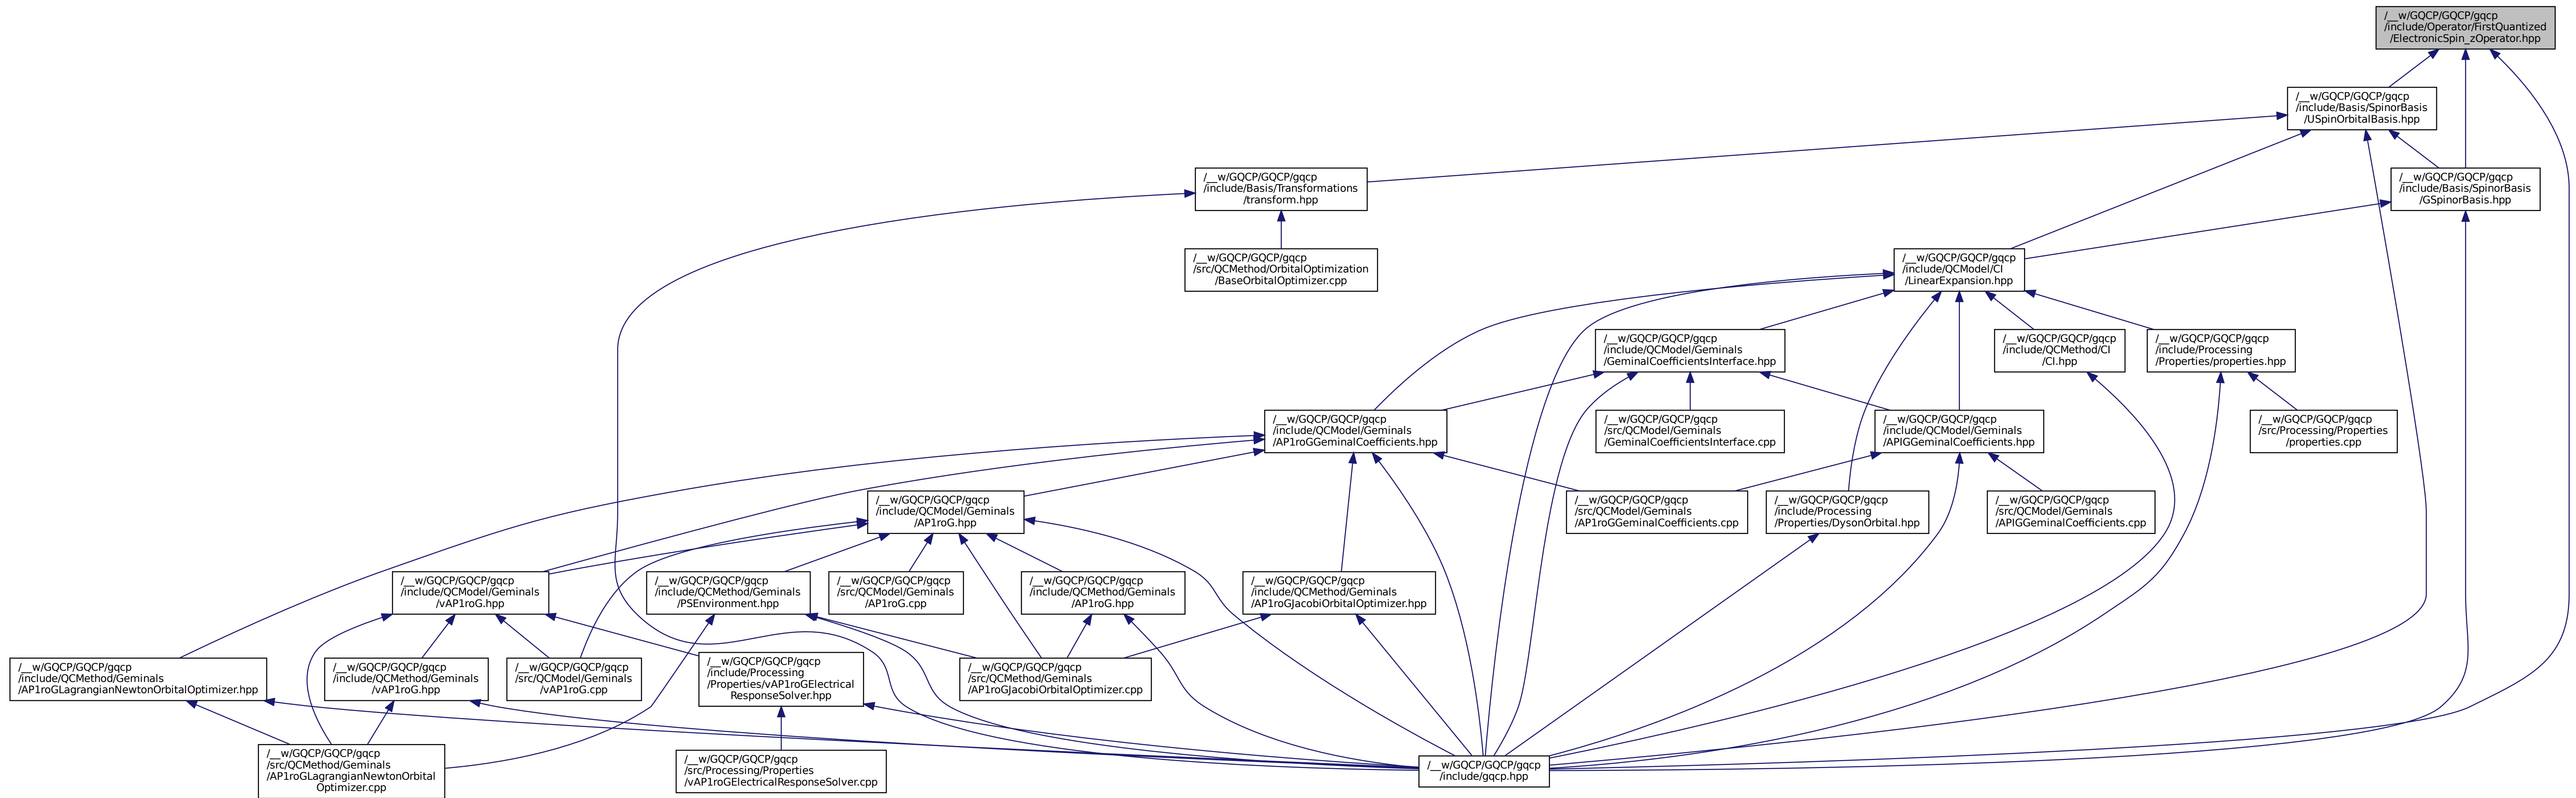 /__w/GQCP/GQCP/gqcp
/include/Operator/FirstQuantized
/ElectronicSpin_zOperator.hpp
/__w/GQCP/GQCP/gqcp
/include/Basis/SpinorBasis
/USpinOrbitalBasis.hpp
/__w/GQCP/GQCP/gqcp
/include/Basis/Transformations
/transform.hpp
/__w/GQCP/GQCP/gqcp
/include/Basis/SpinorBasis
/GSpinorBasis.hpp
/__w/GQCP/GQCP/gqcp
/src/QCMethod/OrbitalOptimization
/BaseOrbitalOptimizer.cpp
/__w/GQCP/GQCP/gqcp
/include/QCModel/CI
/LinearExpansion.hpp
/__w/GQCP/GQCP/gqcp
/include/QCModel/Geminals
/GeminalCoefficientsInterface.hpp
/__w/GQCP/GQCP/gqcp
/include/QCMethod/CI
/CI.hpp
/__w/GQCP/GQCP/gqcp
/include/Processing
/Properties/properties.hpp
/__w/GQCP/GQCP/gqcp
/include/QCModel/Geminals
/AP1roGGeminalCoefficients.hpp
/__w/GQCP/GQCP/gqcp
/src/QCModel/Geminals
/GeminalCoefficientsInterface.cpp
/__w/GQCP/GQCP/gqcp
/include/QCModel/Geminals
/APIGGeminalCoefficients.hpp
/__w/GQCP/GQCP/gqcp
/src/Processing/Properties
/properties.cpp
/__w/GQCP/GQCP/gqcp
/include/QCModel/Geminals
/AP1roG.hpp
/__w/GQCP/GQCP/gqcp
/src/QCModel/Geminals
/AP1roGGeminalCoefficients.cpp
/__w/GQCP/GQCP/gqcp
/include/Processing
/Properties/DysonOrbital.hpp
/__w/GQCP/GQCP/gqcp
/src/QCModel/Geminals
/APIGGeminalCoefficients.cpp
/__w/GQCP/GQCP/gqcp
/include/QCModel/Geminals
/vAP1roG.hpp
/__w/GQCP/GQCP/gqcp
/include/QCMethod/Geminals
/PSEnvironment.hpp
/__w/GQCP/GQCP/gqcp
/src/QCModel/Geminals
/AP1roG.cpp
/__w/GQCP/GQCP/gqcp
/include/QCMethod/Geminals
/AP1roG.hpp
/__w/GQCP/GQCP/gqcp
/include/QCMethod/Geminals
/AP1roGJacobiOrbitalOptimizer.hpp
/__w/GQCP/GQCP/gqcp
/include/QCMethod/Geminals
/AP1roGLagrangianNewtonOrbitalOptimizer.hpp
/__w/GQCP/GQCP/gqcp
/include/QCMethod/Geminals
/vAP1roG.hpp
/__w/GQCP/GQCP/gqcp
/src/QCModel/Geminals
/vAP1roG.cpp
/__w/GQCP/GQCP/gqcp
/include/Processing
/Properties/vAP1roGElectrical
ResponseSolver.hpp
/__w/GQCP/GQCP/gqcp
/src/QCMethod/Geminals
/AP1roGJacobiOrbitalOptimizer.cpp
/__w/GQCP/GQCP/gqcp
/src/QCMethod/Geminals
/AP1roGLagrangianNewtonOrbital
Optimizer.cpp
/__w/GQCP/GQCP/gqcp
/src/Processing/Properties
/vAP1roGElectricalResponseSolver.cpp
/__w/GQCP/GQCP/gqcp
/include/gqcp.hpp